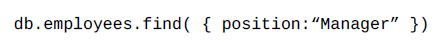 db.employees.find( { position:“Manager” })